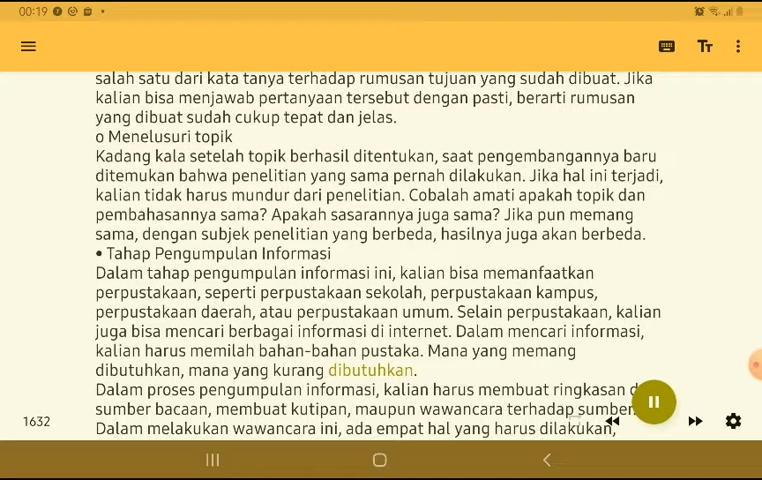 00:19
Tт
salah satu dari kata tanya terhadap rumusan tujuan yang sudah dibuat. Jika
kalian bisa menjawab pertanyaan tersebut dengan pasti, berarti rumusan
yang dibuat sudah cukup tepat dan jelas.
o Menelusuri topik
Kadang kala setelah topik berhasil ditentukan, saat pengembangannya baru
ditemukan bahwa penelitian yang sama pernah dilakukan. Jika hal ini terjadi,
kalian tidak harus mundur dari penelitian. Cobalah amati apakah topik dan
pembahasannya sama? Apakah sasarannya juga sama? Jika pun memang
sama, dengan subjek penelitian yang berbeda, hasilnya juga akan berbeda.
• Tahap Pengumpulan Informasi
Dalam tahap pengumpulan informasi ini, kalian bisa memanfaatkan
perpustakaan, seperti perpustakaan sekolah, perpustakaan kampus,
perpustakaan daerah, atau perpustakaan umum. Selain perpustakaan, kalian
juga bisa mencari berbagai informasi di internet. Dalam mencari informasi,
kalian harus memilah bahan-bahan pustaka. Mana yang memang
dibutuhkan, mana yang kurang dibutuhkan.
Dalam proses pengumpulan informasi, kalian harus membuat ringkasan
sumber bacaan, membuat kutipan, maupun wawancara terhadap sumber
Dalam melakukan wawancara ini, ada empat hal yang harus dilakukan,
1632